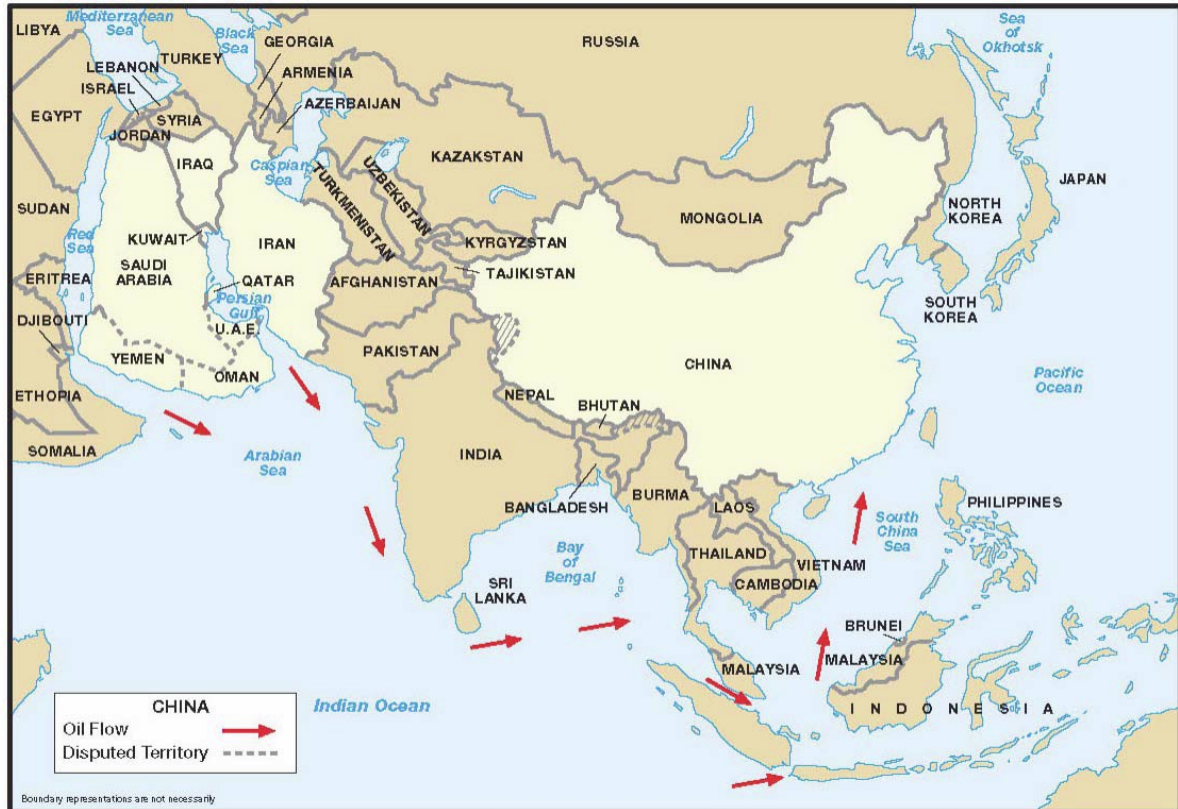 LIBYA
Mediterranean
Sea
Black
Sea
GEORGIA
RUSSIA
Sea
of
Okhotsk
TURKEY
LEBANON
ARMENIA
ISRAEL
AZERBAIJAN
EGYPT
SYRIA
JORDAN
IRAQ
Caspian
Sea
KAZAKSTAN
UZBEKISTAN
TURKMENISTAN
MONGOLIA
JAPAN
NORTH
KOREA
SUDAN
Red
Sea
KUWAIT
IRAN
KYRGYZSTAN
SAUDI
ARABIA
TAJIKISTAN
ERITREA
QATAR
AFGHANISTAN
SOUTH
KOREA
Persian
Gulf
DJIBOUTI
U.A.E.
PAKISTAN
CHINA
YEMEN
OMAN
Pacific
Ocean
ETHIOPIA
NEPAL
BHUTAN
SOMALIA
Arabian
Sea
INDIA
BANGLADESH
BURMA
LAOS
PHILIPPINES
South
China
Sea
THAILAND
VIETNAM
Bay
of
Bengal
CAMBODIA
SRI
LANKA
BRUNEI
MALAYSIA
MALAYSIA
INDONESIA
Indian Ocean
CHINA
Oil Flow
Disputed Territory
Boundary representations are not necessarily